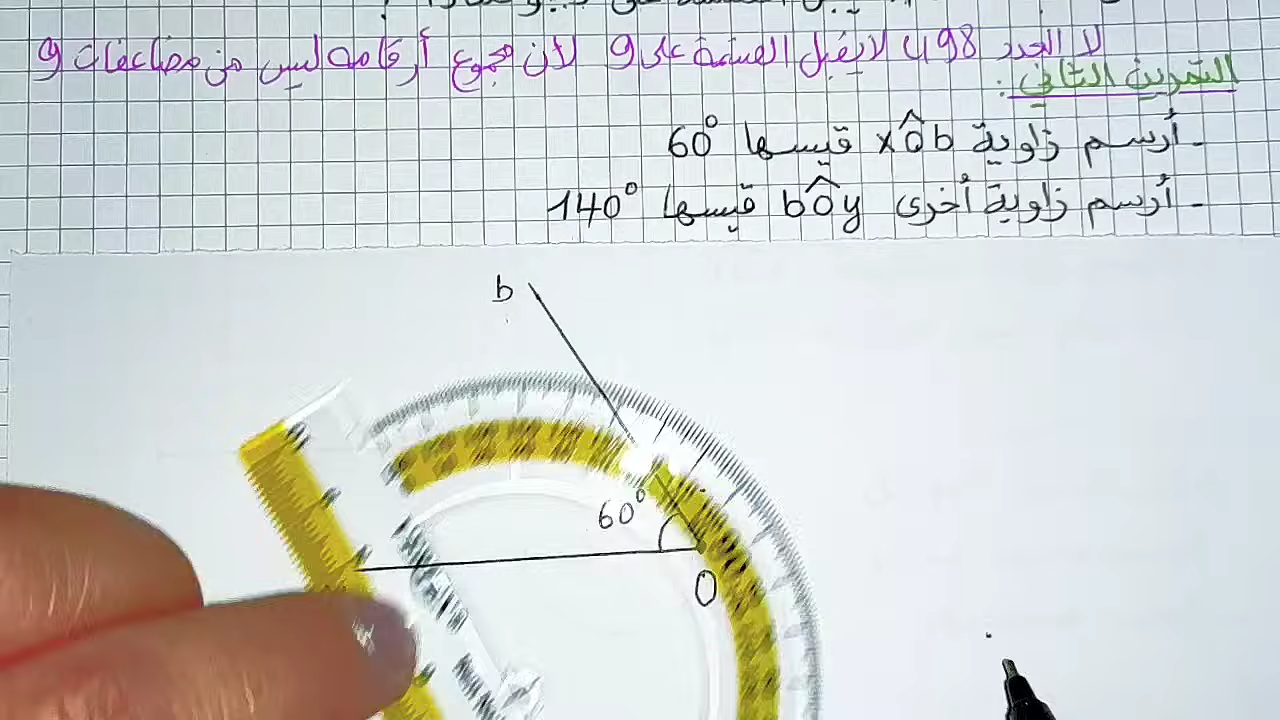 لا العدد 498 لا يقبل القسمة على 9 لأن مجموع أرقامه ليس من مضاعفات 9
التمرين الثاني :
- أرسم زاوية xÔb قيسها 60°
- أرسم زاوية أخرى bÔy قيسها 140°
b
60°
O